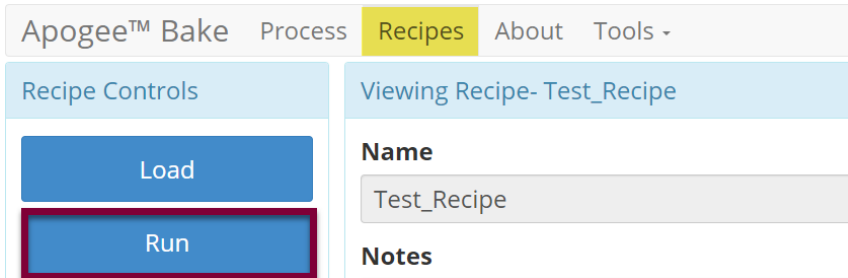 Apogee™ Bake Process Recipes About Tools
Recipe Controls
Viewing Recipe- Test_Recipe
Load
Run
Name
Test_Recipe
Notes